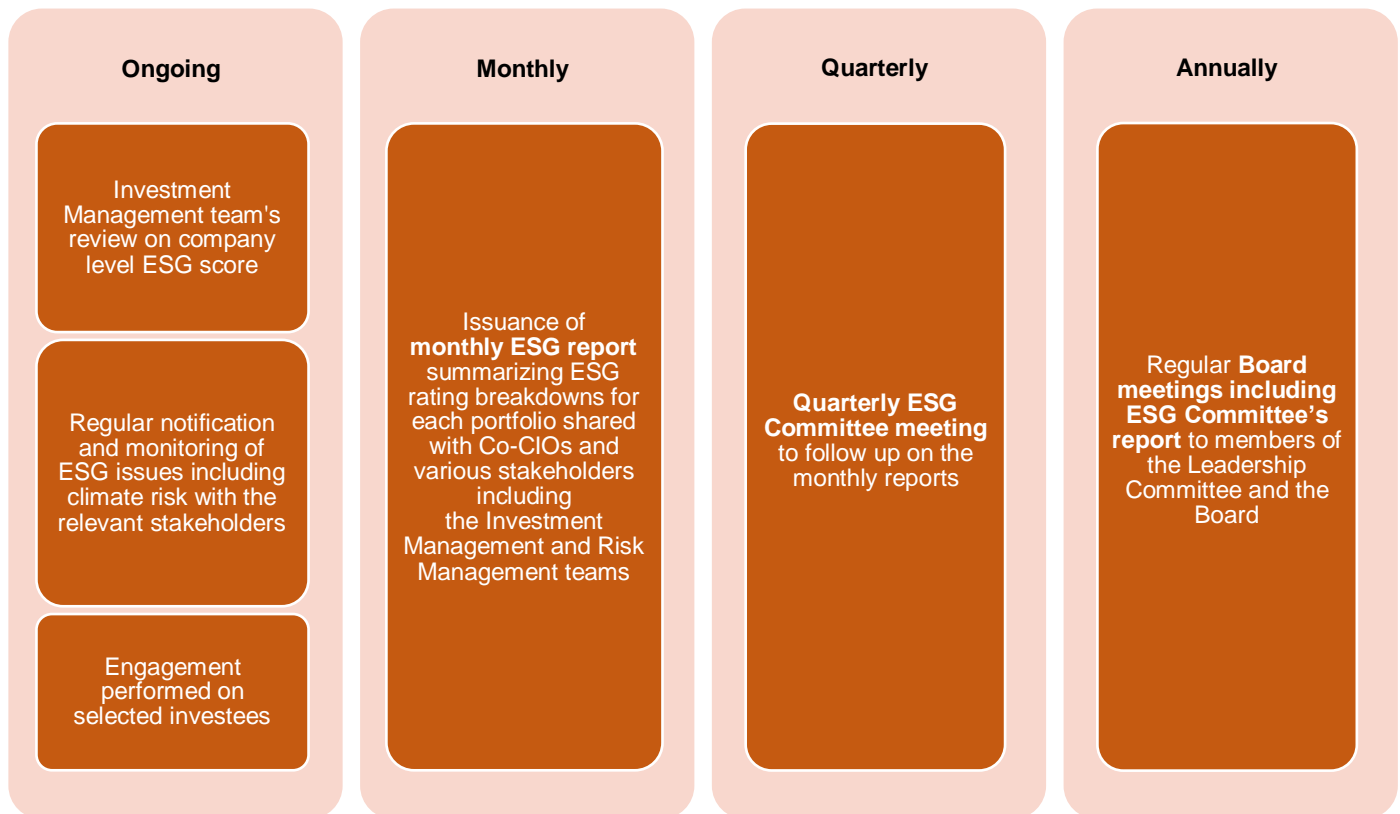 Ongoing
Investment
Management team's
review on company
level ESG score
Regular notification
and monitoring of
ESG issues including
climate risk with the
relevant stakeholders
Engagement
performed on
selected investees
Monthly
Issuance of
monthly ESG report
summarizing ESG
rating breakdowns for
each portfolio shared
with Co-CIOs and
various stakeholders
including
the Investment
Management and Risk
Management teams
Quarterly
Quarterly ESG
Committee meeting
to follow up on the
monthly reports
Annually
Regular Board
meetings including
ESG Committee’s
report to members of
the Leadership
Committee and the
Board